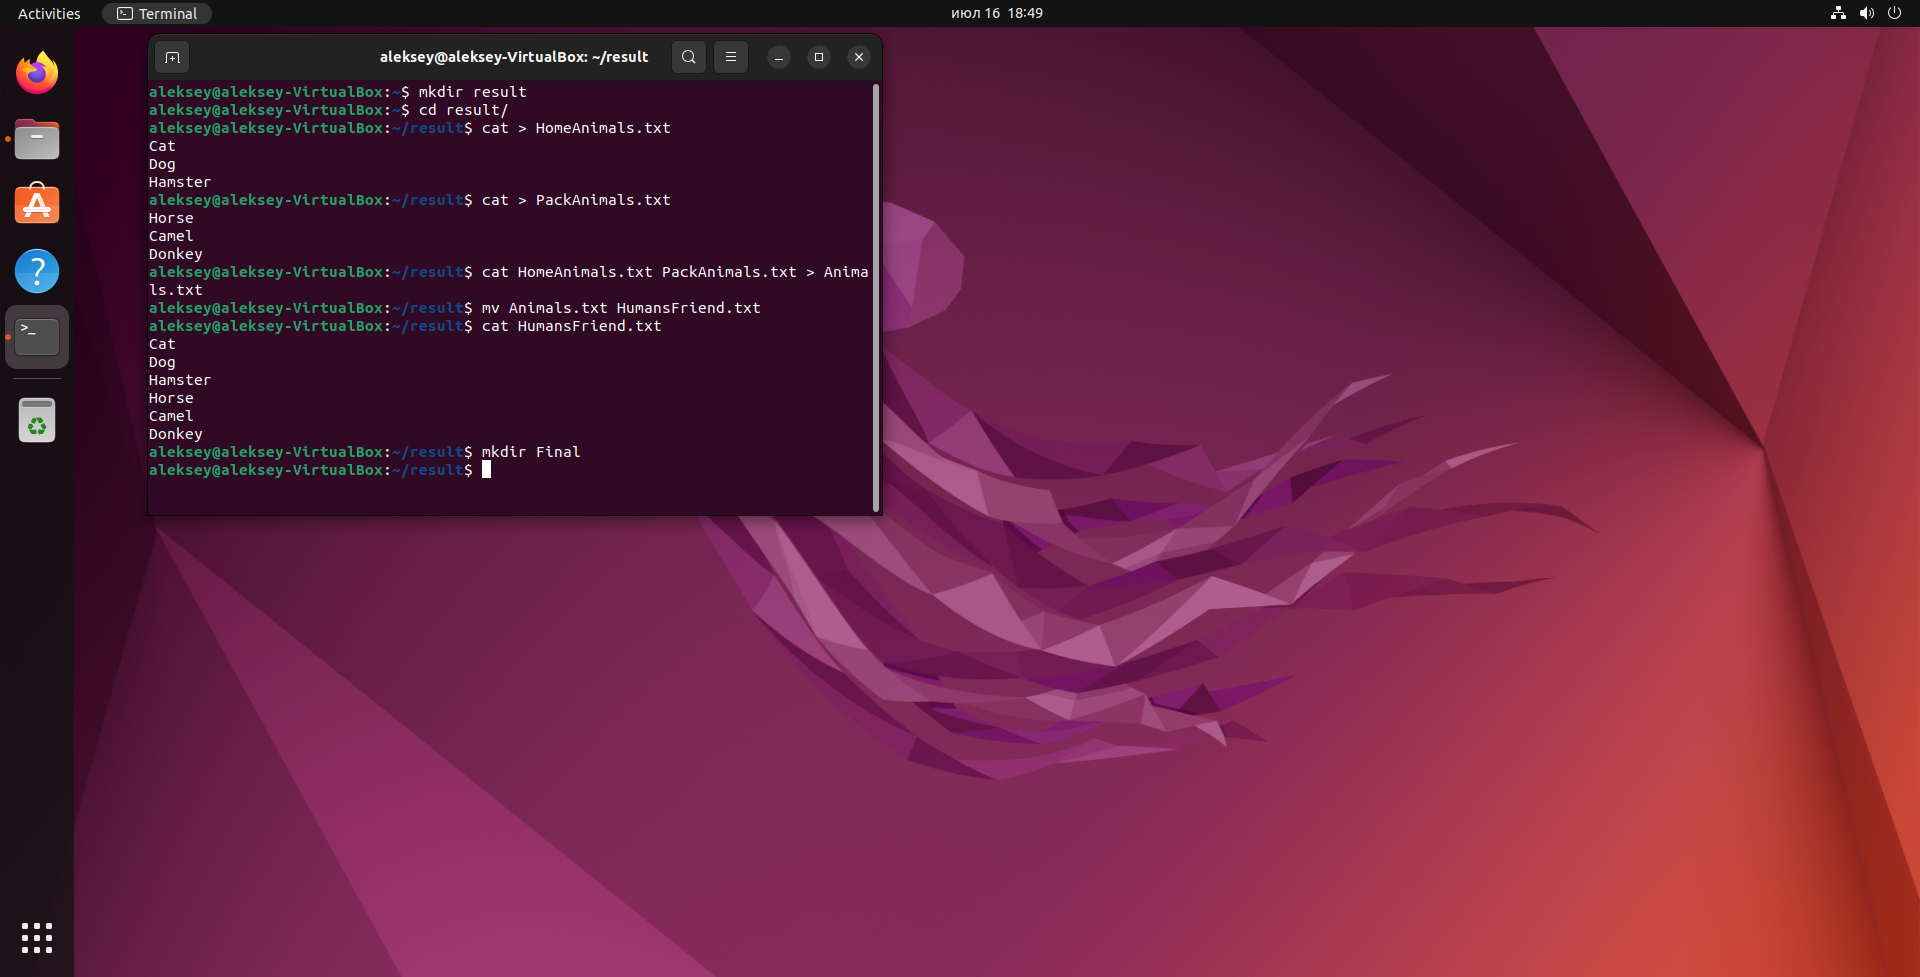 Activities Terminal июл 16 18:49
aleksey@aleksey-VirtualBox: ~/result
aleksey@aleksey-VirtualBox:~$ mkdir result
aleksey@aleksey-VirtualBox:~$ cd result/
aleksey@aleksey-VirtualBox:~/result$ cat > HomeAnimals.txt
Cat
Dog
Hamster
aleksey@aleksey-VirtualBox:~/result$ cat > PackAnimals.txt
Horse
Camel
Donkey
aleksey@aleksey-VirtualBox:~/result$ cat HomeAnimals.txt PackAnimals.txt > Anima
ls.txt
aleksey@aleksey-VirtualBox:~/result$ mv Animals.txt HumansFriend.txt
aleksey@aleksey-VirtualBox:~/result$ cat HumansFriend.txt
Cat
Dog
Hamster
Horse
Camel
Donkey
aleksey@aleksey-VirtualBox:~/result$ mkdir Final
aleksey@aleksey-VirtualBox:~/result$